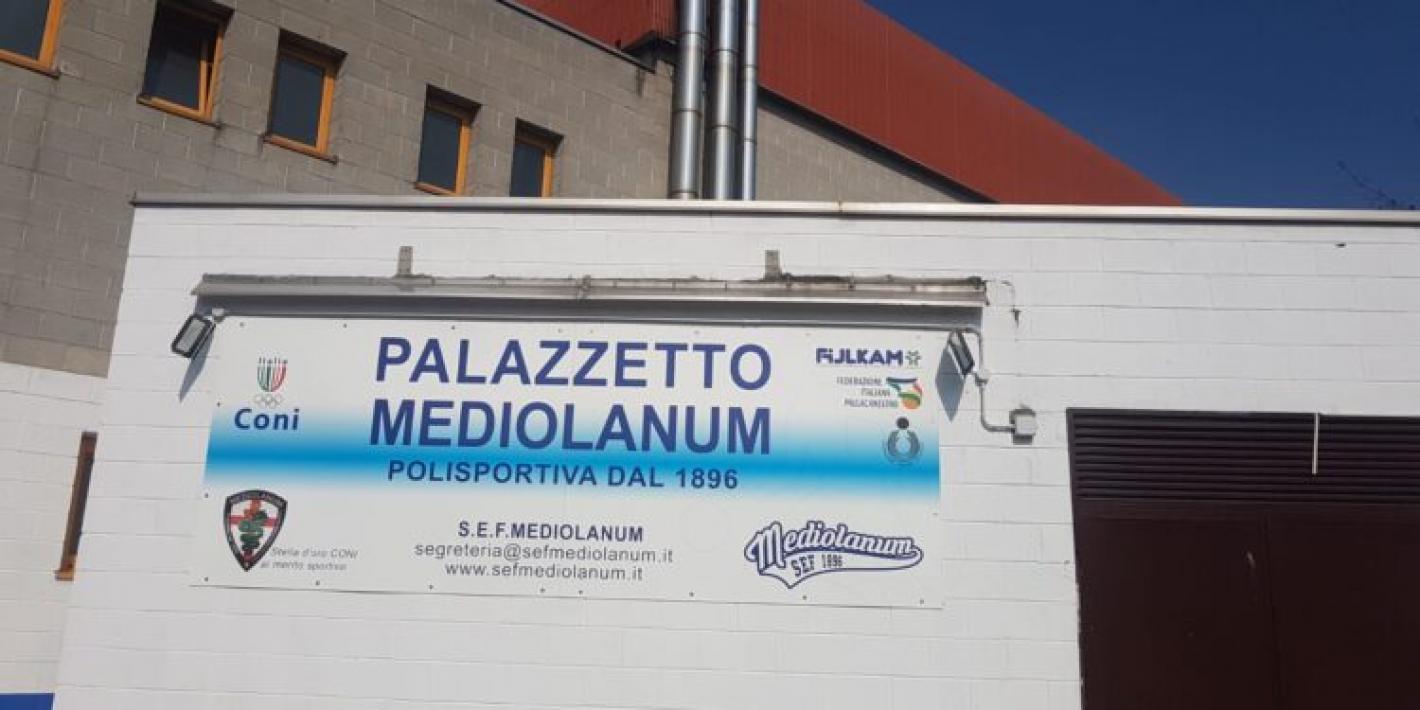 PALAZZETTO
MEDIOLANUM
POLISPORTIVA DAL 1896
Italia
Coni
FIJLKAM
FEDERAZIONE
ITALIANA
PALLACANESTRO
MEDIOLANUM
Stella d'oro CONI
al merito sportivo
S.E.F.MEDIOLANUM
segreteria@sefmediolanum.it
www.sefmediolanum.it
Mediolanum
SEF 1896